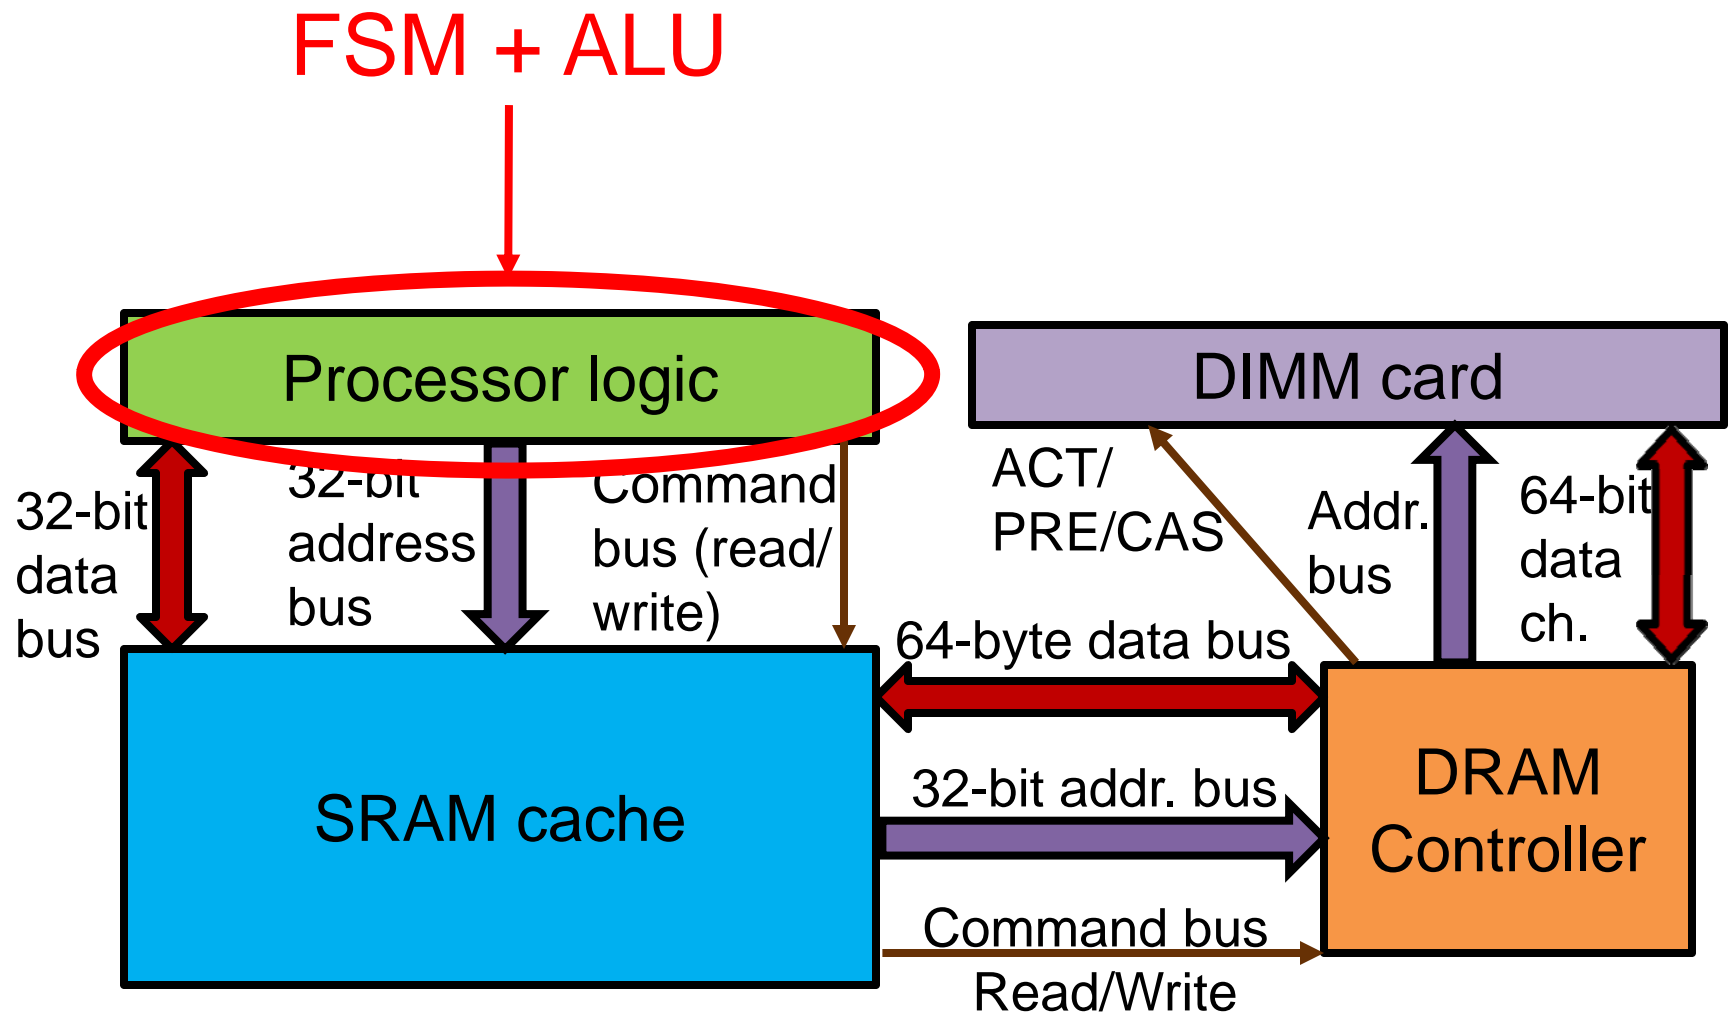 FSM + ALU
Processor logic
DIMM card
32-bit
data
bus
32-bit
address
bus
Command
bus (read/
write)
ACT/
PRE/CAS
Addr.
bus
64-bit
data
ch.
64-byte data bus
SRAM cache
32-bit addr. bus
DRAM
Controller
Command bus
Read/Write